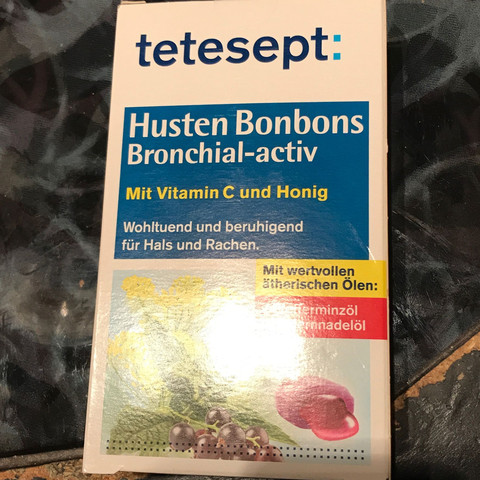 tetesept:
Husten Bonbons
Bronchial-activ
Mit Vitamin C und Honig
Wohltuend und beruhigend
für Hals und Rachen.
Mit wertvollen
ätherischen Ölen: